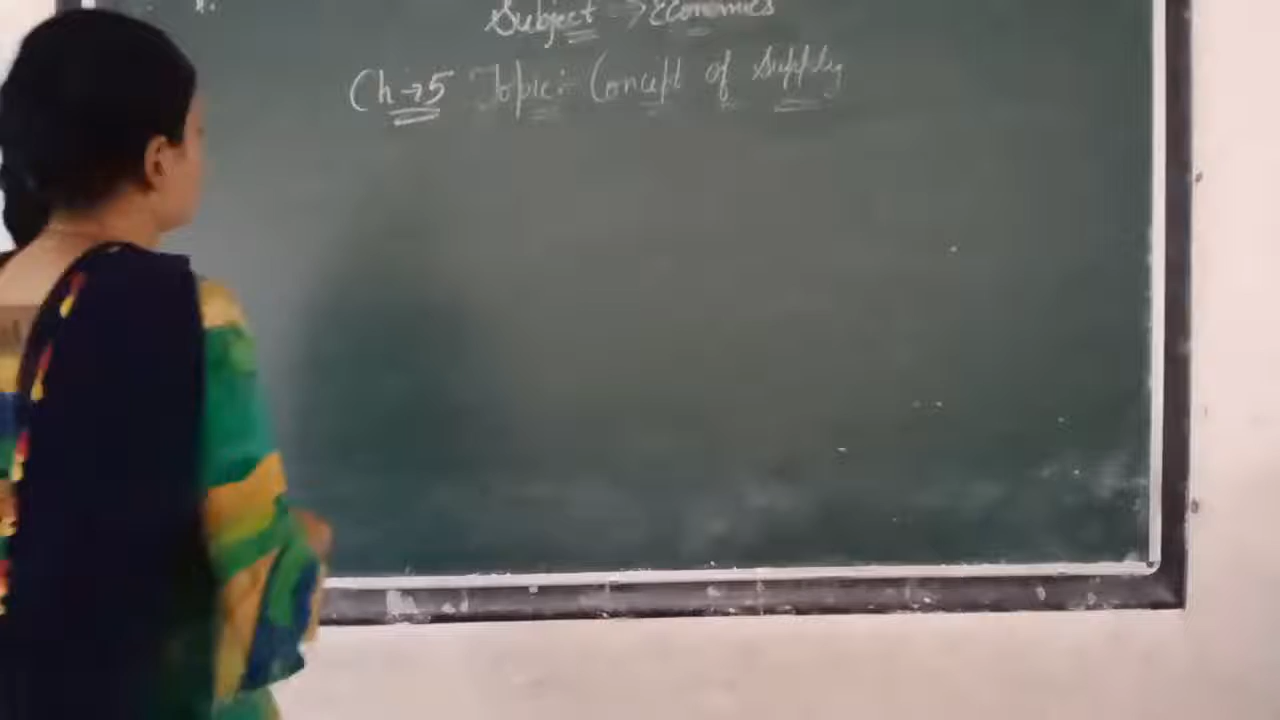 Subject → Economics
Ch → 5 Topic:- Concept of Supply